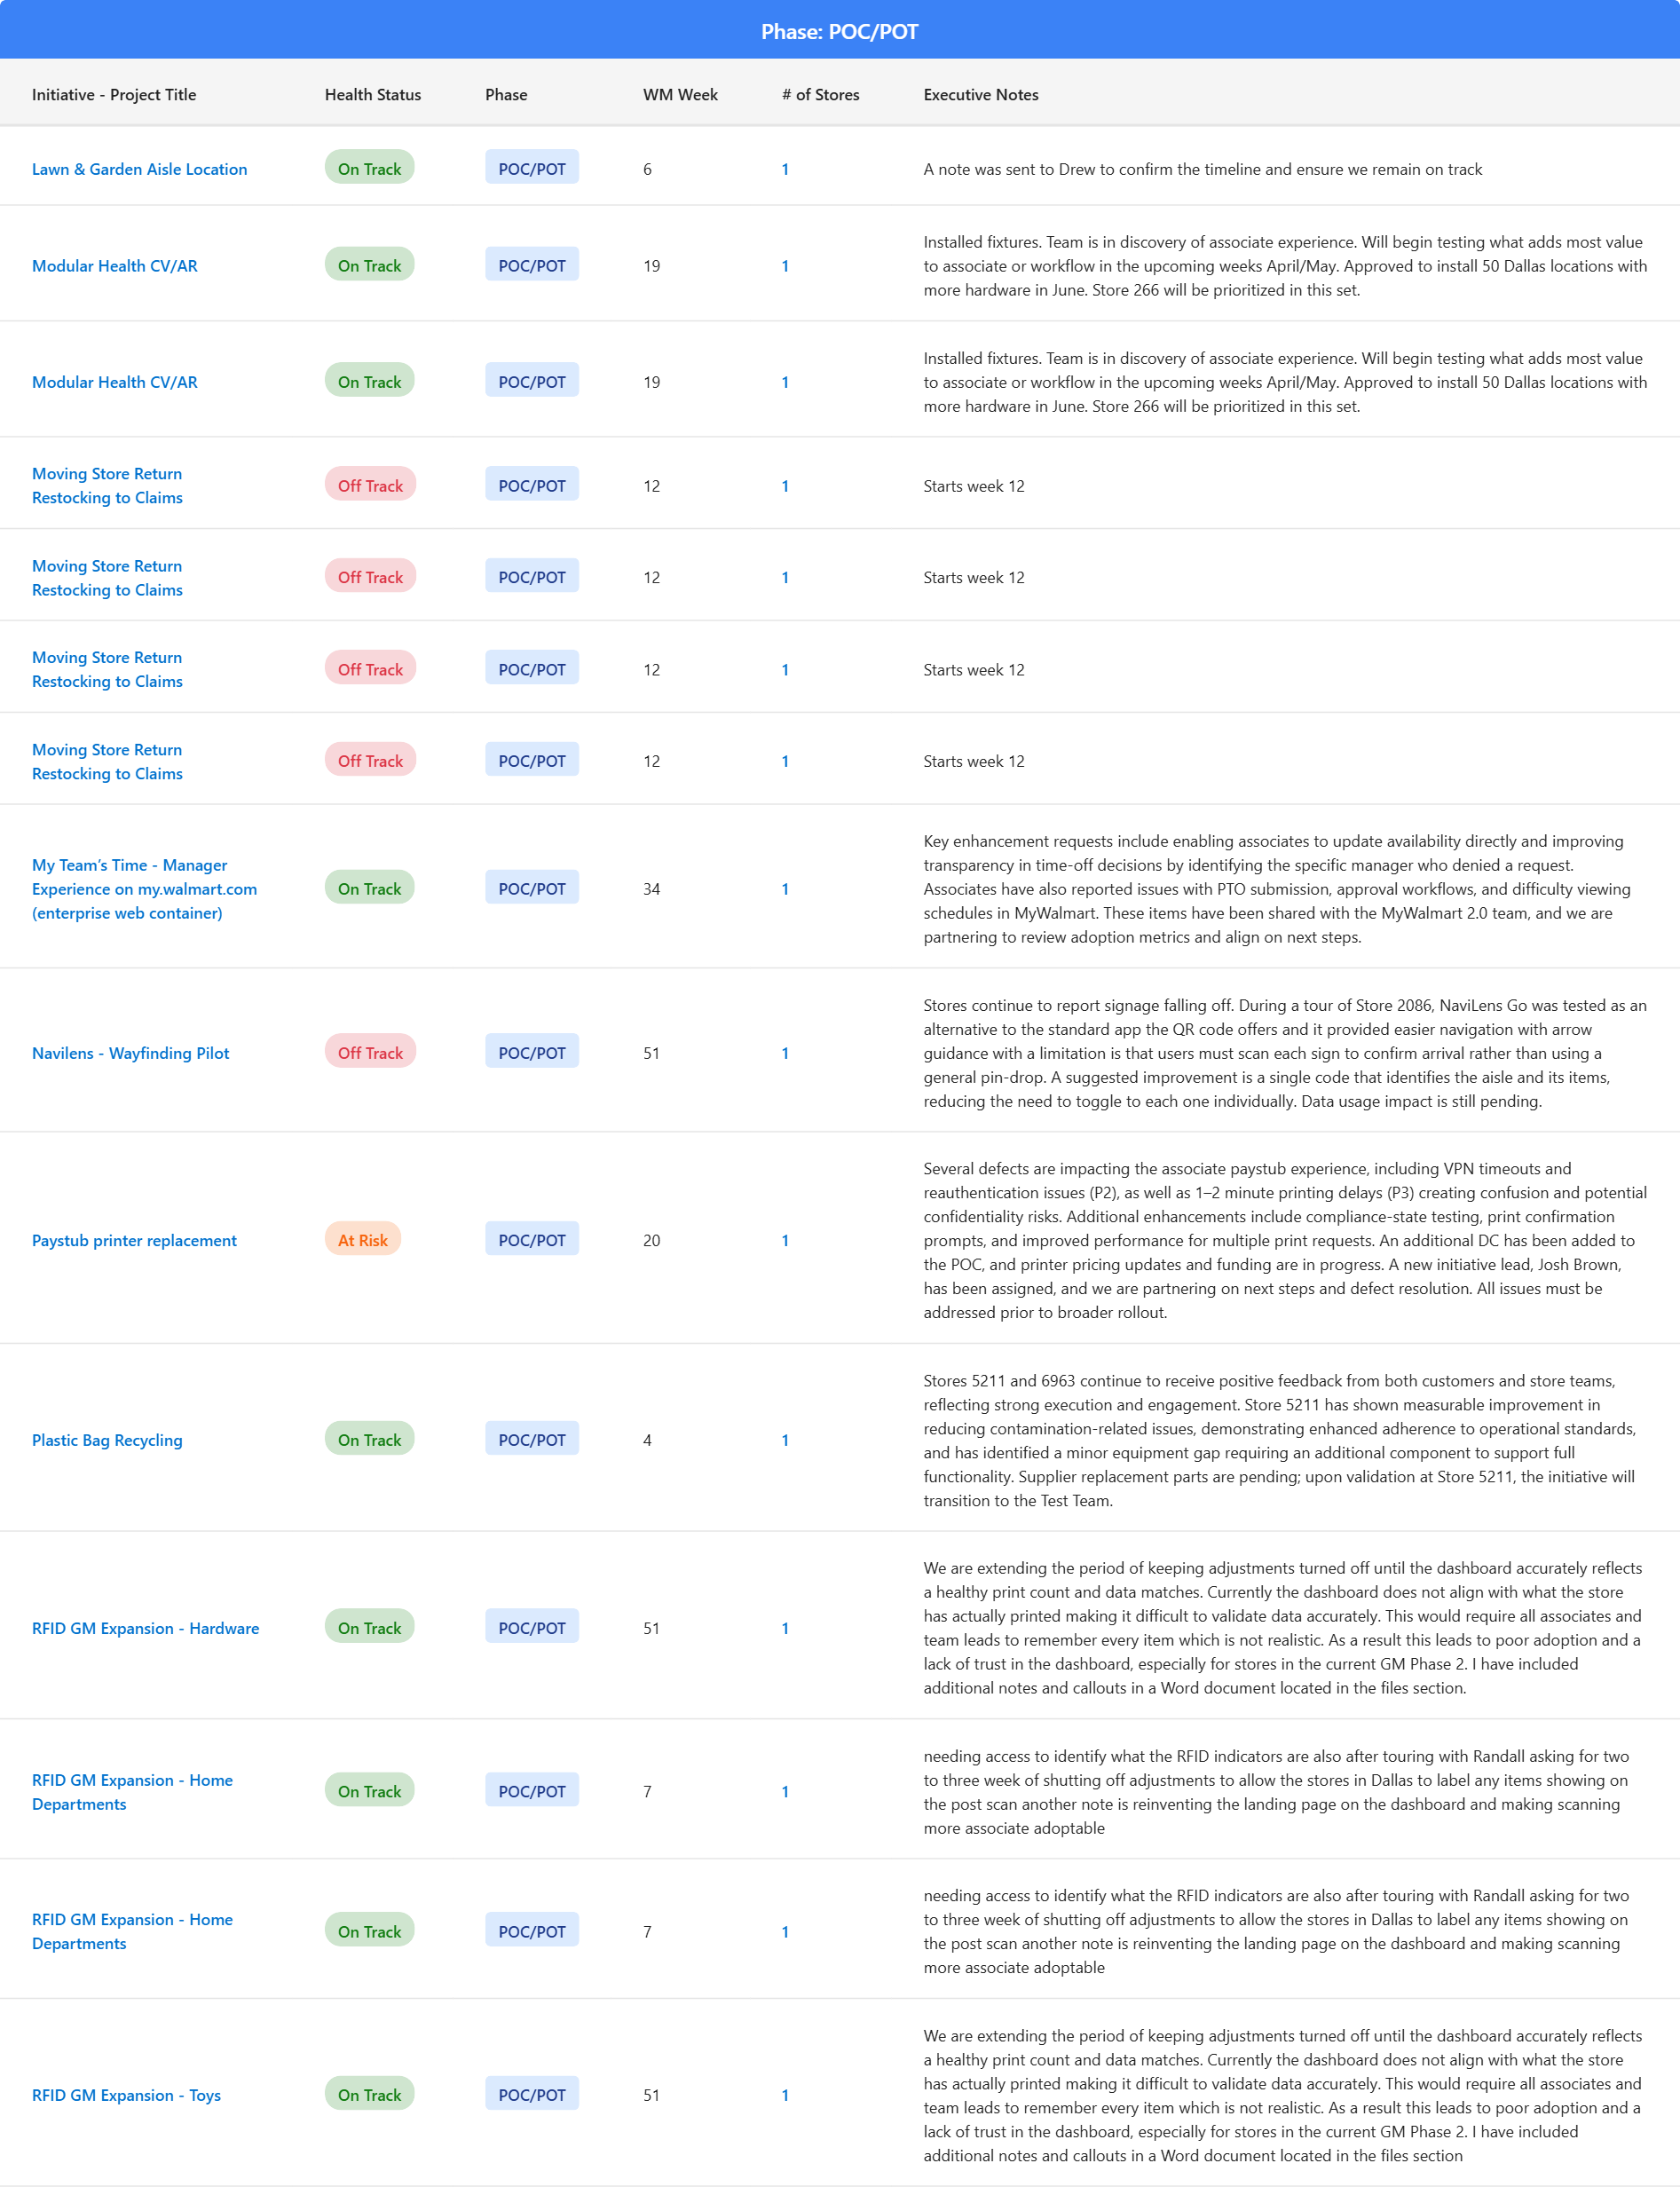 Phase: POC/POT
Initiative - Project Title Health Status Phase WM Week # of Stores Executive Notes
Lawn & Garden Aisle Location On Track POC/POT 6 1 A note was sent to Drew to confirm the timeline and ensure we remain on track
Modular Health CV/AR On Track POC/POT 19 1
Installed fixtures. Team is in discovery of associate experience. Will begin testing what adds most value
to associate or workflow in the upcoming weeks April/May. Approved to install 50 Dallas locations with
more hardware in June. Store 266 will be prioritized in this set.
Modular Health CV/AR On Track POC/POT 19 1
Installed fixtures. Team is in discovery of associate experience. Will begin testing what adds most value
to associate or workflow in the upcoming weeks April/May. Approved to install 50 Dallas locations with
more hardware in June. Store 266 will be prioritized in this set.
Moving Store Return
Restocking to Claims
Off Track POC/POT 12 1 Starts week 12
Moving Store Return
Restocking to Claims
Off Track POC/POT 12 1 Starts week 12
Moving Store Return
Restocking to Claims
Off Track POC/POT 12 1 Starts week 12
Moving Store Return
Restocking to Claims
Off Track POC/POT 12 1 Starts week 12
My Team’s Time - Manager
Experience on my.walmart.com
(enterprise web container)
On Track POC/POT 34 1
Key enhancement requests include enabling associates to update availability directly and improving
transparency in time-off decisions by identifying the specific manager who denied a request.
Associates have also reported issues with PTO submission, approval workflows, and difficulty viewing
schedules in MyWalmart. These items have been shared with the MyWalmart 2.0 team, and we are
partnering to review adoption metrics and align on next steps.
Navilens - Wayfinding Pilot Off Track POC/POT 51 1
Stores continue to report signage falling off. During a tour of Store 2086, NaviLens Go was tested as an
alternative to the standard app the QR code offers and it provided easier navigation with arrow
guidance with a limitation is that users must scan each sign to confirm arrival rather than using a
general pin-drop. A suggested improvement is a single code that identifies the aisle and its items,
reducing the need to toggle to each one individually. Data usage impact is still pending.
Paystub printer replacement At Risk POC/POT 20 1
Several defects are impacting the associate paystub experience, including VPN timeouts and
reauthentication issues (P2), as well as 1–2 minute printing delays (P3) creating confusion and potential
confidentiality risks. Additional enhancements include compliance-state testing, print confirmation
prompts, and improved performance for multiple print requests. An additional DC has been added to
the POC, and printer pricing updates and funding are in progress. A new initiative lead, Josh Brown,
has been assigned, and we are partnering on next steps and defect resolution. All issues must be
addressed prior to broader rollout.
Plastic Bag Recycling On Track POC/POT 4 1
Stores 5211 and 6963 continue to receive positive feedback from both customers and store teams,
reflecting strong execution and engagement. Store 5211 has shown measurable improvement in
reducing contamination-related issues, demonstrating enhanced adherence to operational standards,
and has identified a minor equipment gap requiring an additional component to support full
functionality. Supplier replacement parts are pending; upon validation at Store 5211, the initiative will
transition to the Test Team.
RFID GM Expansion - Hardware On Track POC/POT 51 1
We are extending the period of keeping adjustments turned off until the dashboard accurately reflects
a healthy print count and data matches. Currently the dashboard does not align with what the store
has actually printed making it difficult to validate data accurately. This would require all associates and
team leads to remember every item which is not realistic. As a result this leads to poor adoption and a
lack of trust in the dashboard, especially for stores in the current GM Phase 2. I have included
additional notes and callouts in a Word document located in the files section.
RFID GM Expansion - Home
Departments
On Track POC/POT 7 1
needing access to identify what the RFID indicators are also after touring with Randall asking for two
to three week of shutting off adjustments to allow the stores in Dallas to label any items showing on
the post scan another note is reinventing the landing page on the dashboard and making scanning
more associate adoptable
RFID GM Expansion - Home
Departments
On Track POC/POT 7 1
needing access to identify what the RFID indicators are also after touring with Randall asking for two
to three week of shutting off adjustments to allow the stores in Dallas to label any items showing on
the post scan another note is reinventing the landing page on the dashboard and making scanning
more associate adoptable
RFID GM Expansion - Toys On Track POC/POT 51 1
We are extending the period of keeping adjustments turned off until the dashboard accurately reflects
a healthy print count and data matches. Currently the dashboard does not align with what the store
has actually printed making it difficult to validate data accurately. This would require all associates and
team leads to remember every item which is not realistic. As a result this leads to poor adoption and a
lack of trust in the dashboard, especially for stores in the current GM Phase 2. I have included
additional notes and callouts in a Word document located in the files section